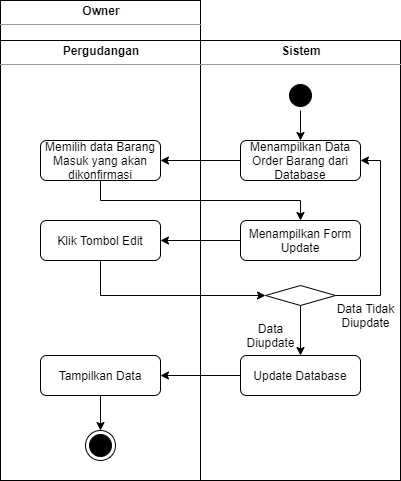 Owner
Pergudangan
Sistem
Memilih data Barang
Masuk yang akan
dikonfirmasi
Menampilkan Data
Order Barang dari
Database
Klik Tombol Edit
Menampilkan Form
Update
Data Tidak
Diupdate
Data
Diupdate
Tampilkan Data
Update Database